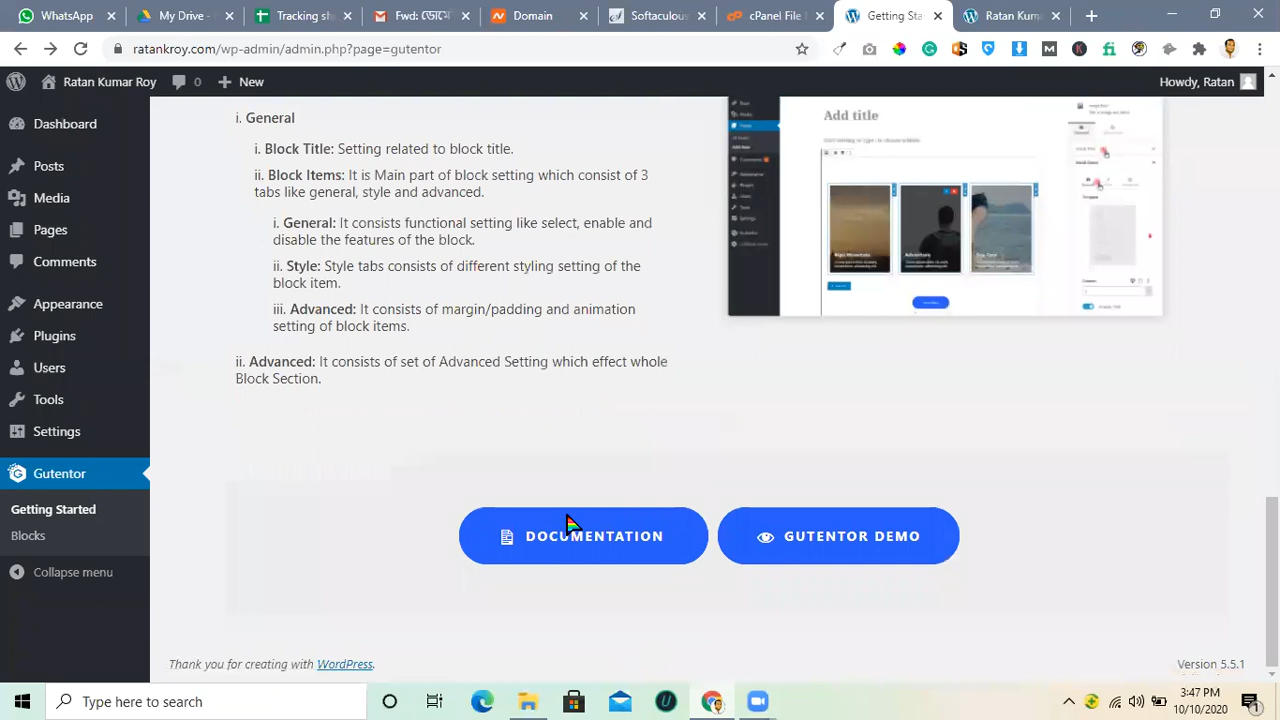 WhatsApp
Domain
Softaculous
cPanel F
Getting Sta
Ratan Kum
ratankroy.com/wp-admin/admin.php?page=gutentor
Ratan Kumar Roy
0
New
Howdy, Ratan
Dashboard
Posts
Media
Pages
Comments
Appearance
Plugins
Users
Tools
Settings
Gutentor
Getting Started
Blocks
Collapse menu
i. General
i. Block Title: Setting related to block title.
ii. Block Items: It is Main part of block setting which consist of 3
tabs like general, style and advanced.
i. General: It consists functional setting like select, enable and
disable the features of the block.
Style: Style tabs consists of different styling setting of the
block item.
iii. Advanced: It consists of margin/padding and animation
setting of block items.
ii. Advanced: It consists of set of Advanced Setting which effect whole
Block Section.
Add title
Adventure
DOCUMENTATION
GUTENTOR DEMO
Thank you for creating with WordPress.
Version 5.5.1
Type here to search
3:47 PM
10/10/2020